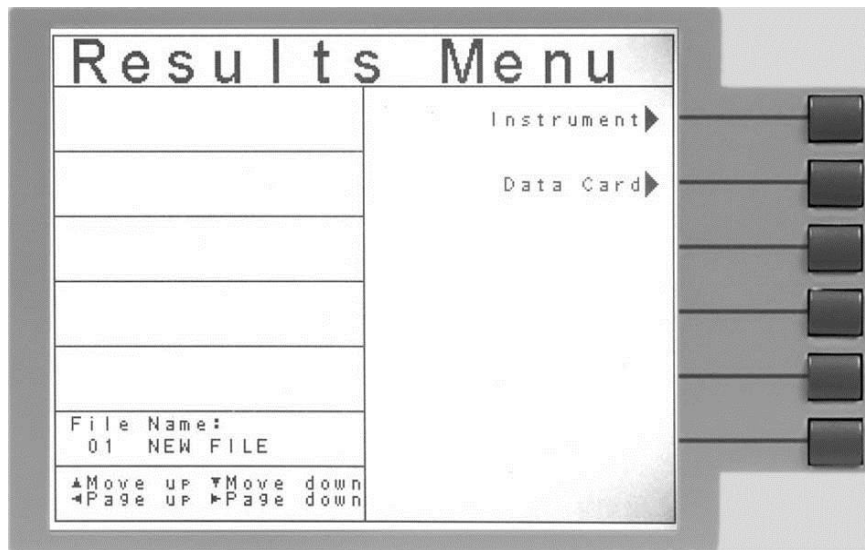 Results Menu
Instrument▶
Data Card▶
File Name:
01 NEW FILE
▲Move up ▼Move down
◀Page up ▶Page down